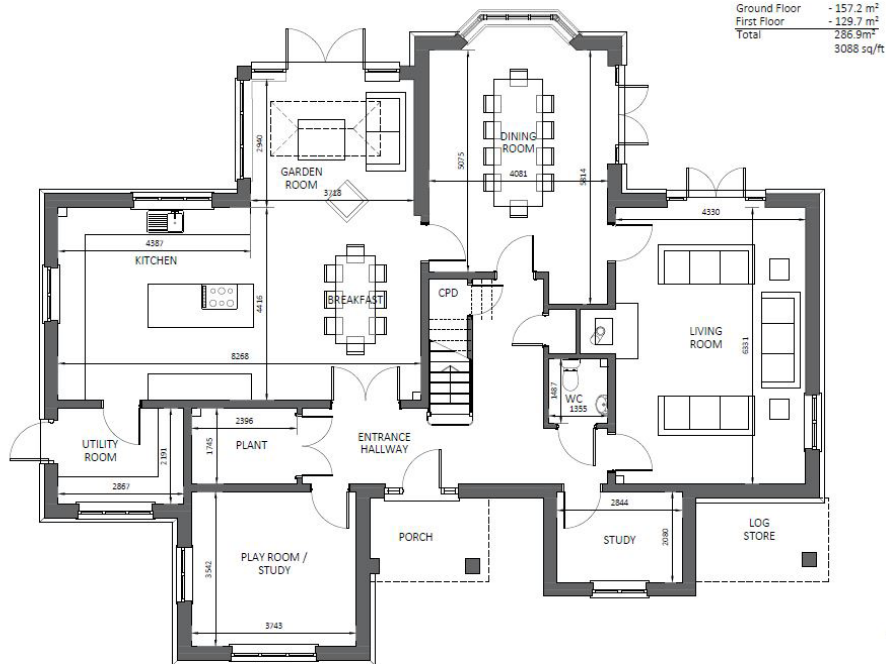 Ground Floor - 157.2 m²
First Floor - 129.7 m²
Total 286.9m²
3088 sq/ft
2940
GARDEN
ROOM
3718
DINING
ROOM
5075
4081
5814
4387
KITCHEN
4416
BREAKFAST
8268
CPD
4330
LIVING
ROOM
6331
1487
WC
1355
UTILITY
ROOM
2191
2867
2396
1745
PLANT
ENTRANCE
HALLWAY
PORCH
PLAY ROOM /
STUDY
3542
3743
2844
STUDY
2080
LOG
STORE